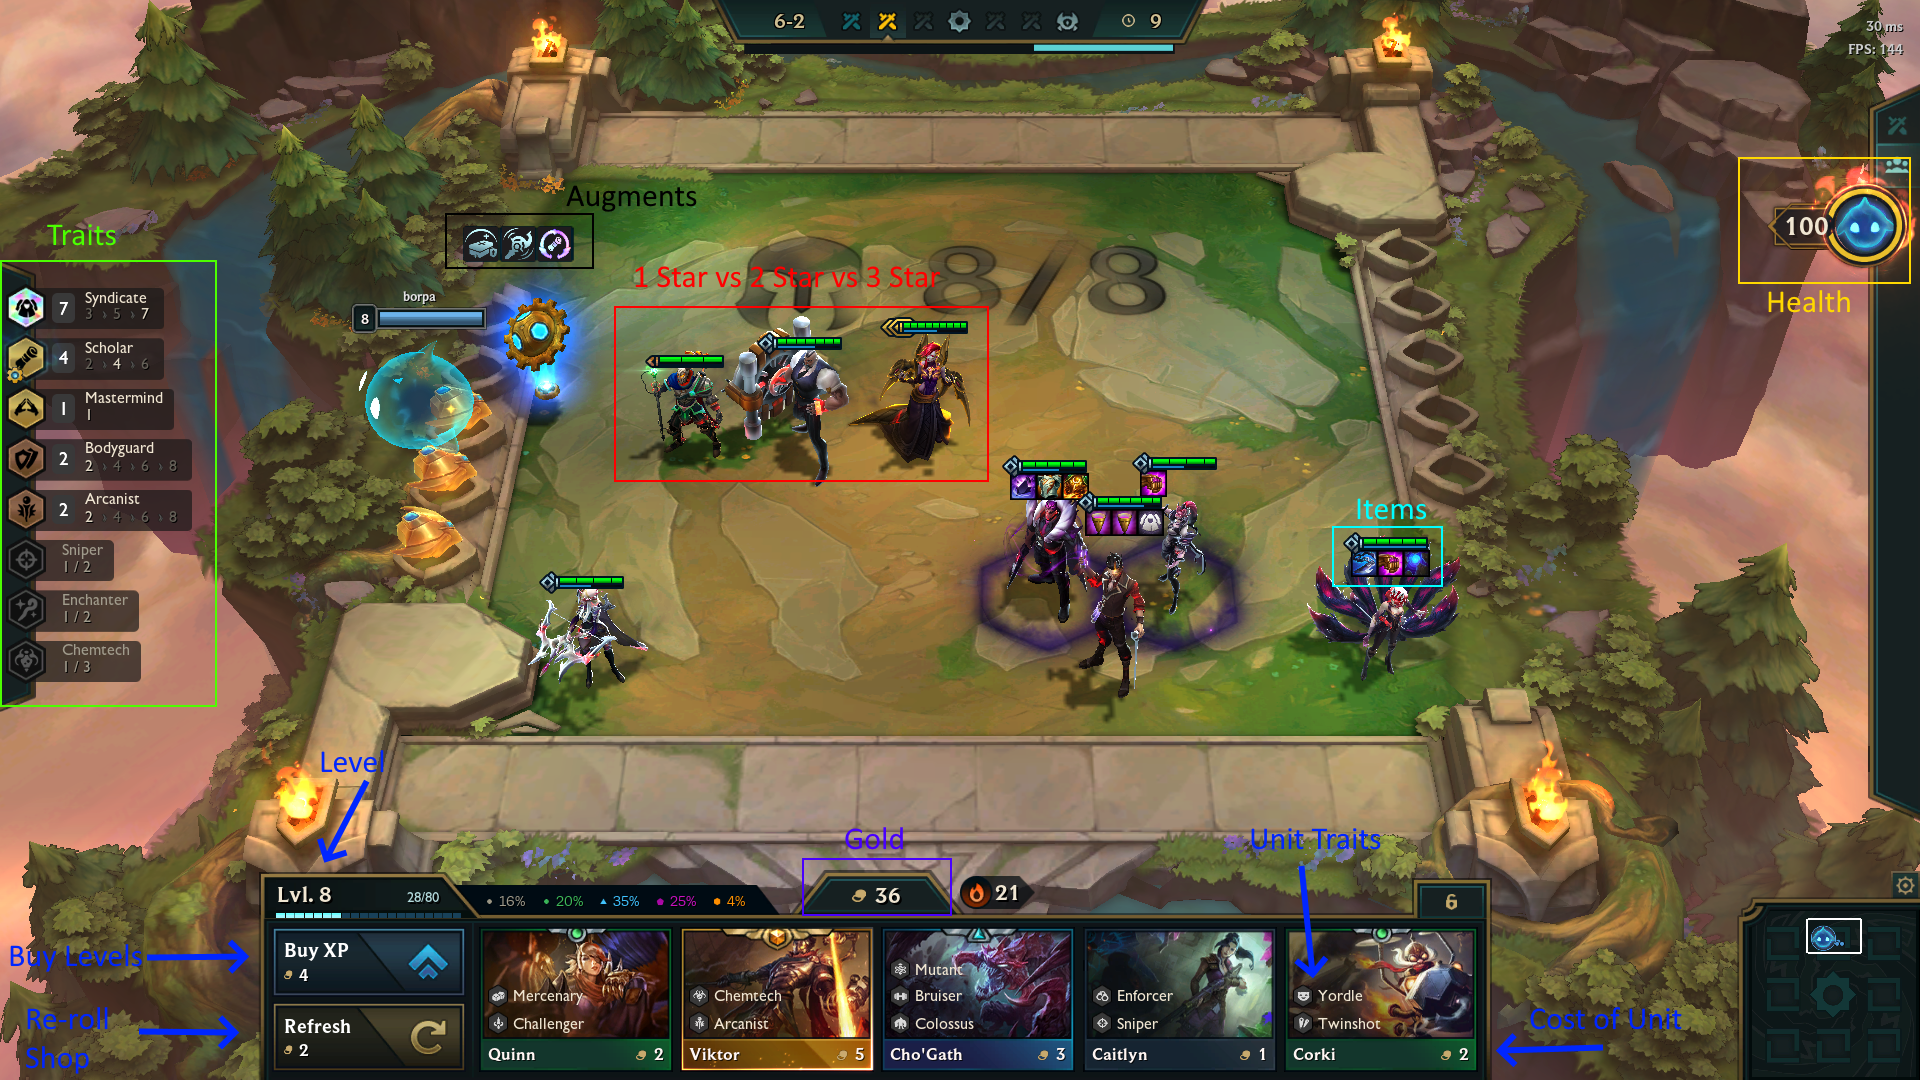 6-2
9
30 ms
FPS: 144
Augments
Traits
1 Star vs 2 Star vs 3 Star
8/8
100
Health
borpa
8
7
Syndicate
3 › 5 › 7
4
Scholar
2 › 4 › 6
1
Mastermind
1
2
Bodyguard
2 › 4 › 6 › 8
2
Arcanist
2 › 4 › 6 › 8
Sniper
1 / 2
Enchanter
1 / 2
Chemtech
1 / 3
Items
Level
Gold
Unit Traits
Lvl. 8
28/80
16%
20%
35%
25%
4%
36
21
6
Buy Levels
Buy XP
4
Re-roll
Shop
Refresh
2
Mercenary
Challenger
Quinn
2
Chemtech
Arcanist
Viktor
5
Mutant
Bruiser
Colossus
Cho'Gath
3
Enforcer
Sniper
Caitlyn
1
Yordle
Twinshot
Corki
2
Cost of Unit